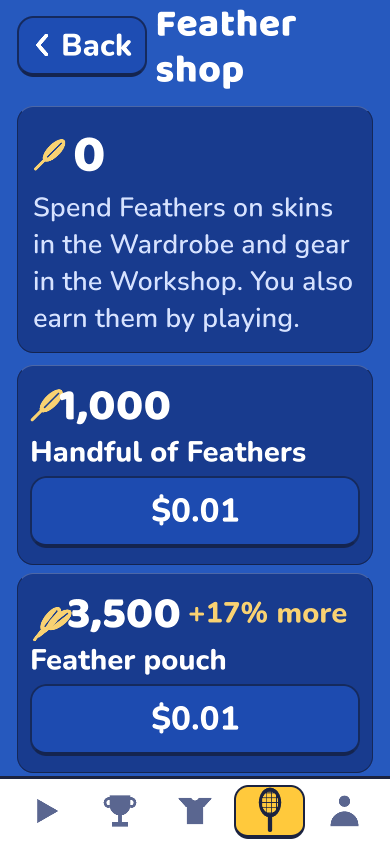 Back
Feather
shop
0
Spend Feathers on skins
in the Wardrobe and gear
in the Workshop. You also
earn them by playing.
1,000
Handful of Feathers
$0.01
3,500 +17% more
Feather pouch
$0.01